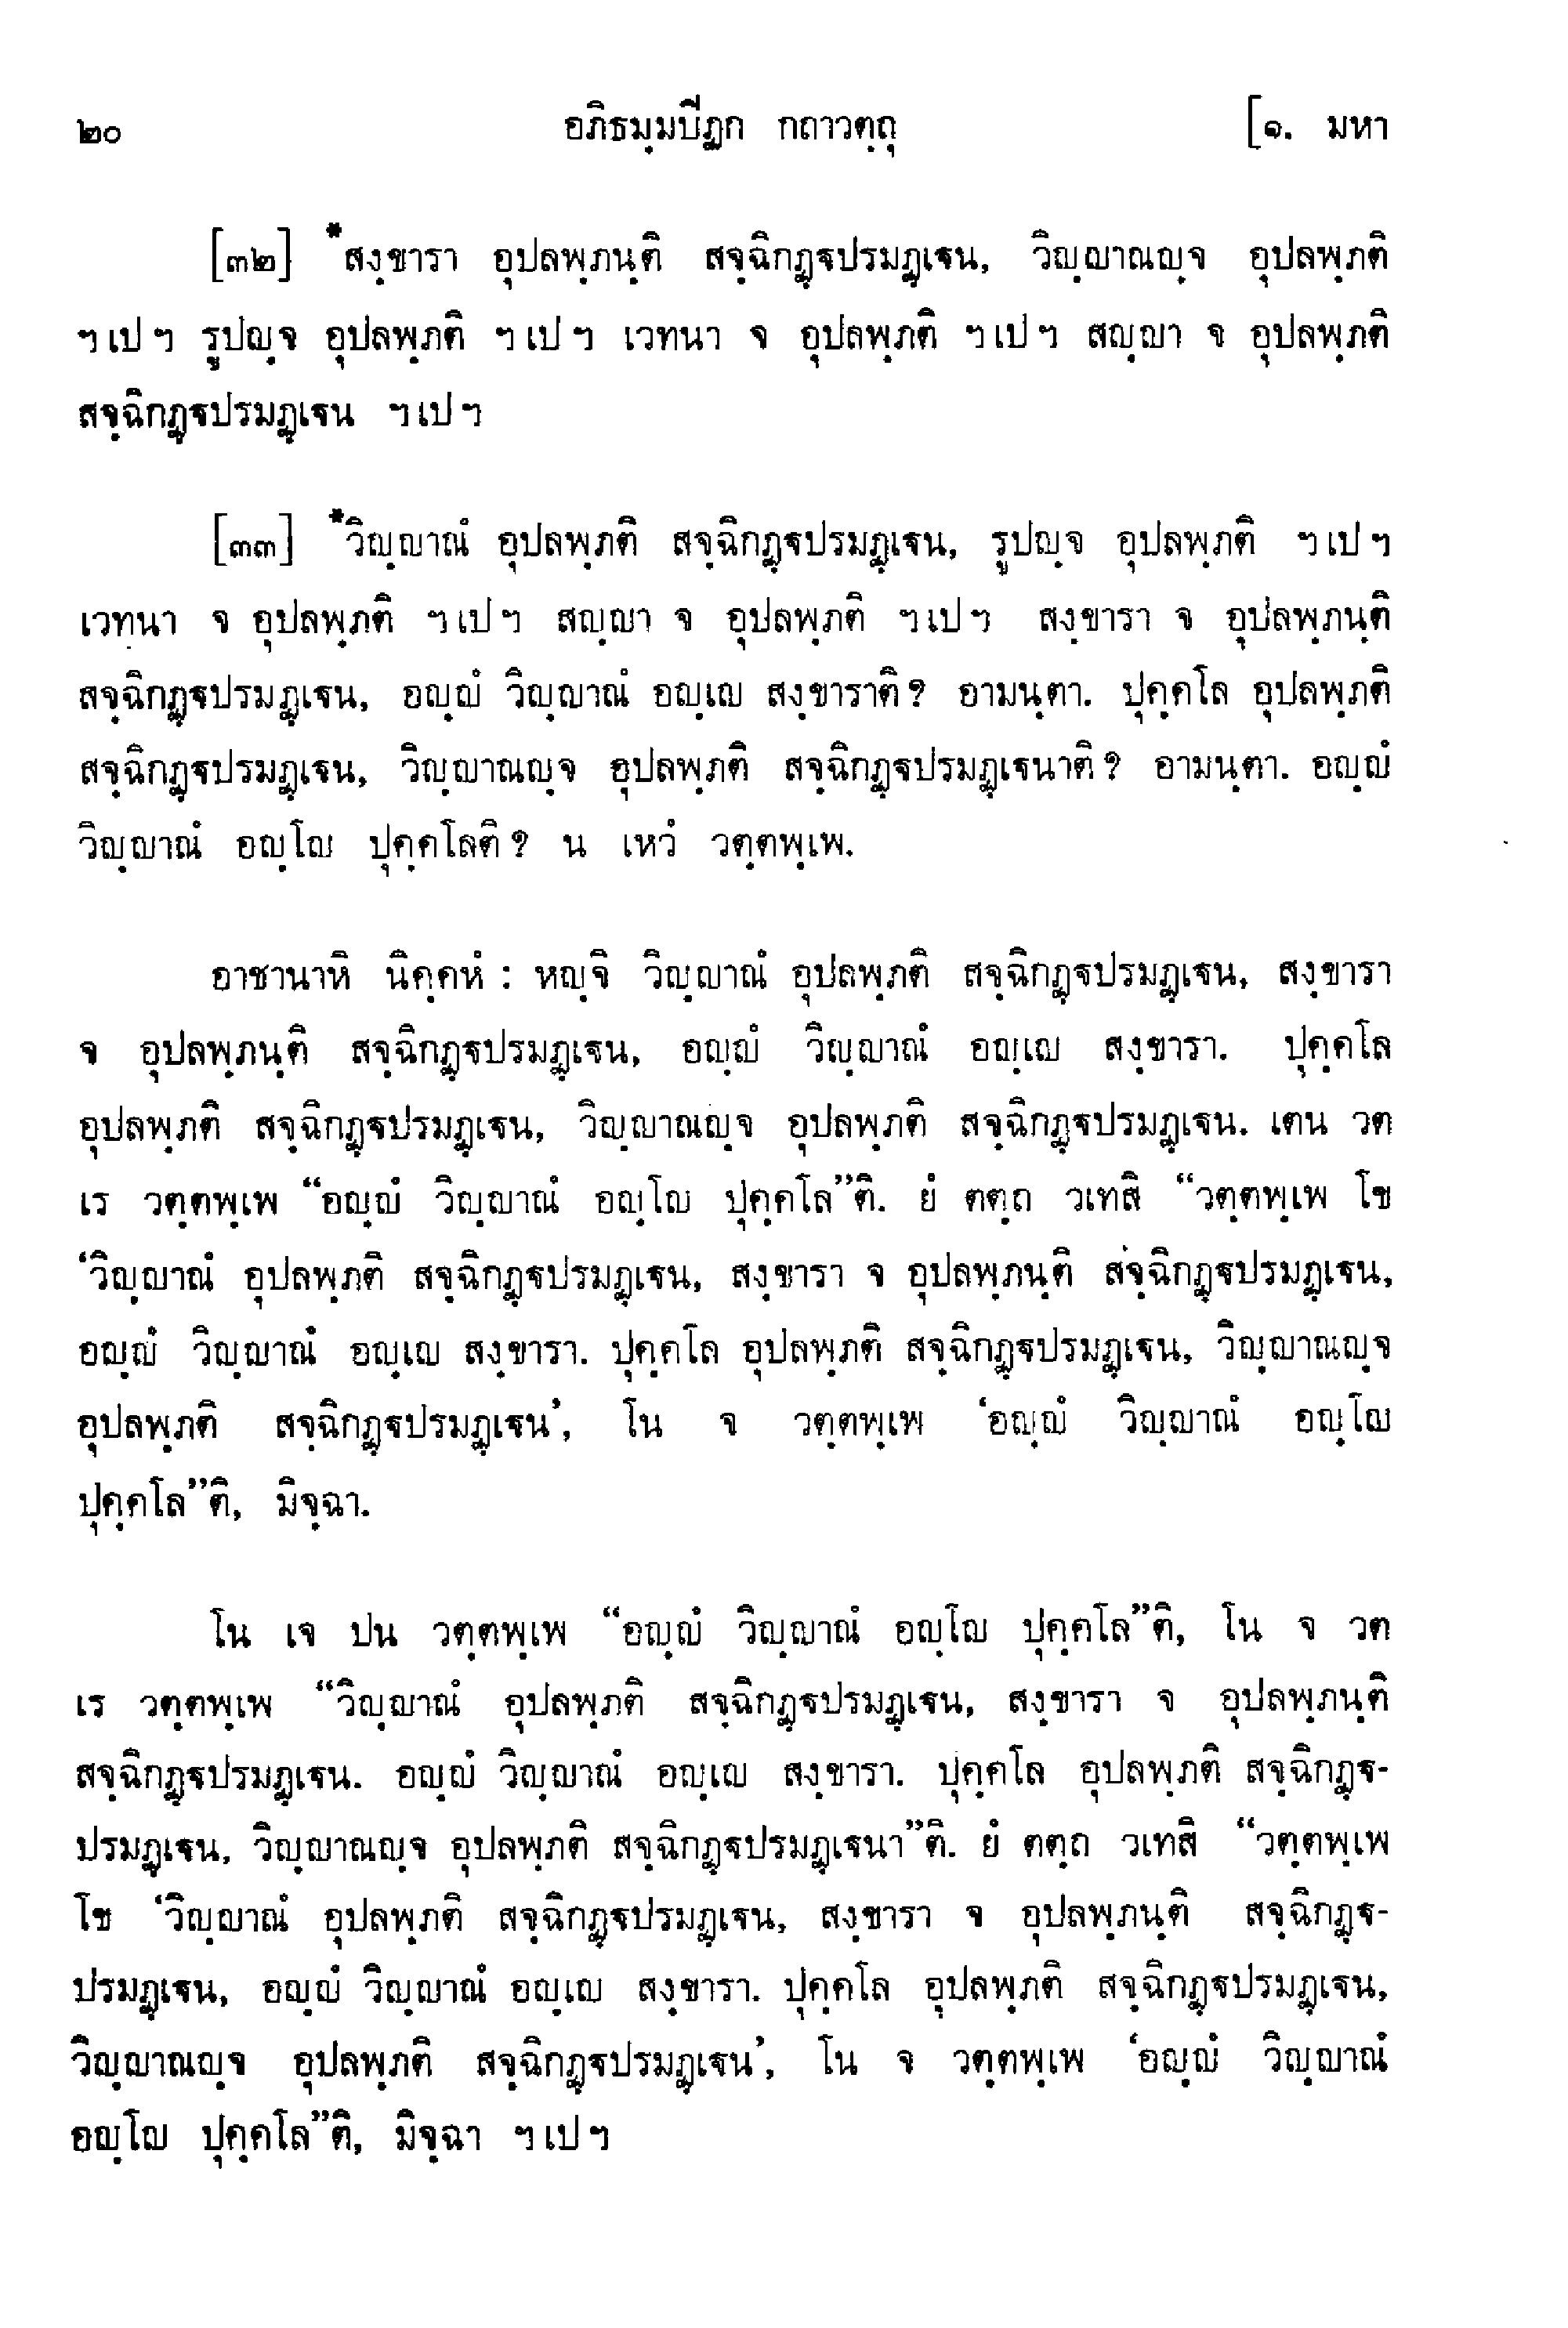 ๒๐ อภิธมฺมปิฏก กถาวตฺถุ [๑. มหา
[๓๒] *สงฺขารา อุปลพฺภนฺติ สจฺฉิกฏฺฐปรมฏฺเฐน, วิญฺญาณญฺจ อุปลพฺภติ
ฯ เป ฯ รูปญฺจ อุปลพฺภติ ฯ เป ฯ เวทนา จ อุปลพฺภติ ฯ เป ฯ สญฺญา จ อุปลพฺภติ
สจฺฉิกฏฺฐปรมฏฺเฐน ฯ เป ฯ
[๓๓] *วิญฺญาณํ อุปลพฺภติ สจฺฉิกฏฺฐปรมฏฺเฐน, รูปญฺจ อุปลพฺภติ ฯ เป ฯ
เวทนา จ อุปลพฺภติ ฯ เป ฯ สญฺญา จ อุปลพฺภติ ฯ เป ฯ สงฺขารา จ อุปลพฺภนฺติ
สจฺฉิกฏฺฐปรมฏฺเฐน, อญฺญํ วิญฺญาณํ อญฺเญ สงฺขาราติ? อามนฺตา. ปุคฺคโล อุปลพฺภติ
สจฺฉิกฏฺฐปรมฏฺเฐน, วิญฺญาณญฺจ อุปลพฺภติ สจฺฉิกฏฺฐปรมฏฺเฐนาติ? อามนฺตา. อญฺญํ
วิญฺญาณํ อญฺโญ ปุคฺคโลติ? น เหวํ วตฺตพฺเพ.
อาชานาหิ นิคฺคหํ : หญฺจิ วิญฺญาณํ อุปลพฺภติ สจฺฉิกฏฺฐปรมฏฺเฐน, สงฺขารา
จ อุปลพฺภนฺติ สจฺฉิกฏฺฐปรมฏฺเฐน, อญฺญํ วิญฺญาณํ อญฺเญ สงฺขารา. ปุคฺคโล
อุปลพฺภติ สจฺฉิกฏฺฐปรมฏฺเฐน, วิญฺญาณญฺจ อุปลพฺภติ สจฺฉิกฏฺฐปรมฏฺเฐน. เตน วต
เร วตฺตพฺเพ “อญฺญํ วิญฺญาณํ อญฺโญ ปุคฺคโล”ติ. ยํ ตตฺถ วเทสิ “วตฺตพฺเพ โข
‘วิญฺญาณํ อุปลพฺภติ สจฺฉิกฏฺฐปรมฏฺเฐน, สงฺขารา จ อุปลพฺภนฺติ สจฺฉิกฏฺฐปรมฏฺเฐน,
อญฺญํ วิญฺญาณํ อญฺเญ สงฺขารา. ปุคฺคโล อุปลพฺภติ สจฺฉิกฏฺฐปรมฏฺเฐน, วิญฺญาณญฺจ
อุปลพฺภติ สจฺฉิกฏฺฐปรมฏฺเฐน’, โน จ วตฺตพฺเพ ‘อญฺญํ วิญฺญาณํ อญฺโญ
ปุคฺคโล”ติ, มิจฺฉา.
โน เจ ปน วตฺตพฺเพ “อญฺญํ วิญฺญาณํ อญฺโญ ปุคฺคโล”ติ, โน จ วต
เร วตฺตพฺเพ “วิญฺญาณํ อุปลพฺภติ สจฺฉิกฏฺฐปรมฏฺเฐน, สงฺขารา จ อุปลพฺภนฺติ
สจฺฉิกฏฺฐปรมฏฺเฐน. อญฺญํ วิญฺญาณํ อญฺเญ สงฺขารา. ปุคฺคโล อุปลพฺภติ สจฺฉิกฏฺฐ-
ปรมฏฺเฐน, วิญฺญาณญฺจ อุปลพฺภติ สจฺฉิกฏฺฐปรมฏฺเฐนา”ติ. ยํ ตตฺถ วเทสิ “วตฺตพฺเพ
โข ‘วิญฺญาณํ อุปลพฺภติ สจฺฉิกฏฺฐปรมฏฺเฐน, สงฺขารา จ อุปลพฺภนฺติ สจฺฉิกฏฺฐ-
ปรมฏฺเฐน, อญฺญํ วิญฺญาณํ อญฺเญ สงฺขารา. ปุคฺคโล อุปลพฺภติ สจฺฉิกฏฺฐปรมฏฺเฐน,
วิญฺญาณญฺจ อุปลพฺภติ สจฺฉิกฏฺฐปรมฏฺเฐน’, โน จ วตฺตพฺเพ ‘อญฺญํ วิญฺญาณํ
อญฺโญ ปุคฺคโล”ติ, มิจฺฉา ฯ เป ฯ